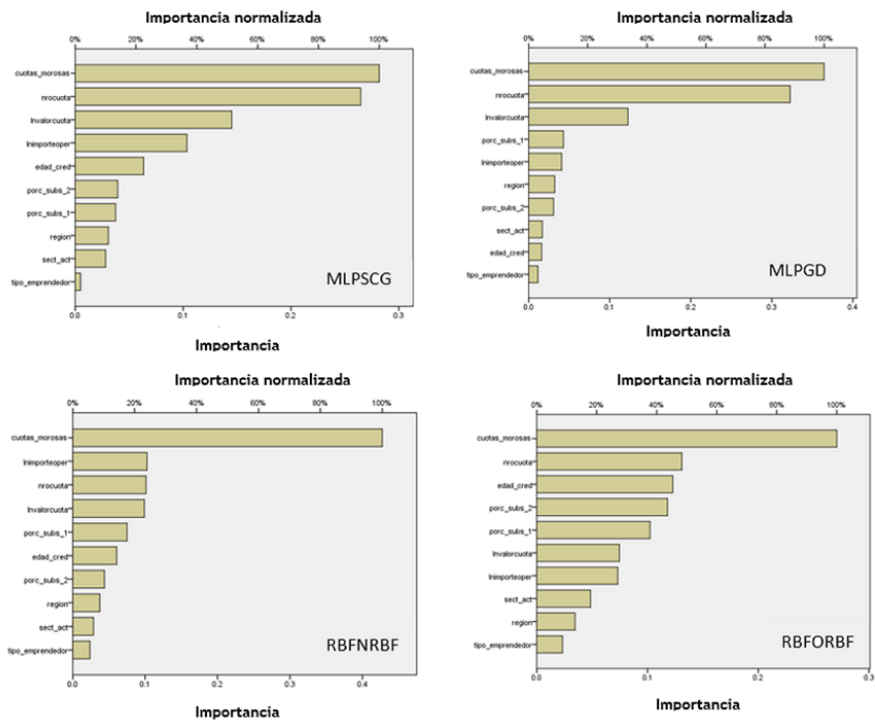 Importancia normalizada
0% 20% 40% 60% 80% 100%
cuotas_morosas
nrocuota
lnvalorcuota
lnimporteoper
edad_cred
porc_subs_2
porc_subs_1
region
sect_act
tipo_emprendedor
MLPSCG
0.0 0.1 0.2 0.3
Importancia
Importancia normalizada
0% 20% 40% 60% 80% 100%
cuotas_morosas
nrocuota
lnvalorcuota
porc_subs_1
lnimporteoper
region
porc_subs_2
sect_act
edad_cred
tipo_emprendedor
MLPGD
0.0 0.1 0.2 0.3 0.4
Importancia
Importancia normalizada
0% 20% 40% 60% 80% 100%
cuotas_morosas
lnimporteoper
nrocuota
lnvalorcuota
porc_subs_1
edad_cred
porc_subs_2
region
sect_act
tipo_emprendedor
RBFNRBF
0.0 0.1 0.2 0.3 0.4
Importancia
Importancia normalizada
0% 20% 40% 60% 80% 100%
cuotas_morosas
nrocuota
edad_cred
porc_subs_2
porc_subs_1
lnvalorcuota
lnimporteoper
sect_act
region
tipo_emprendedor
RBFORBF
0.0 0.1 0.2 0.3
Importancia